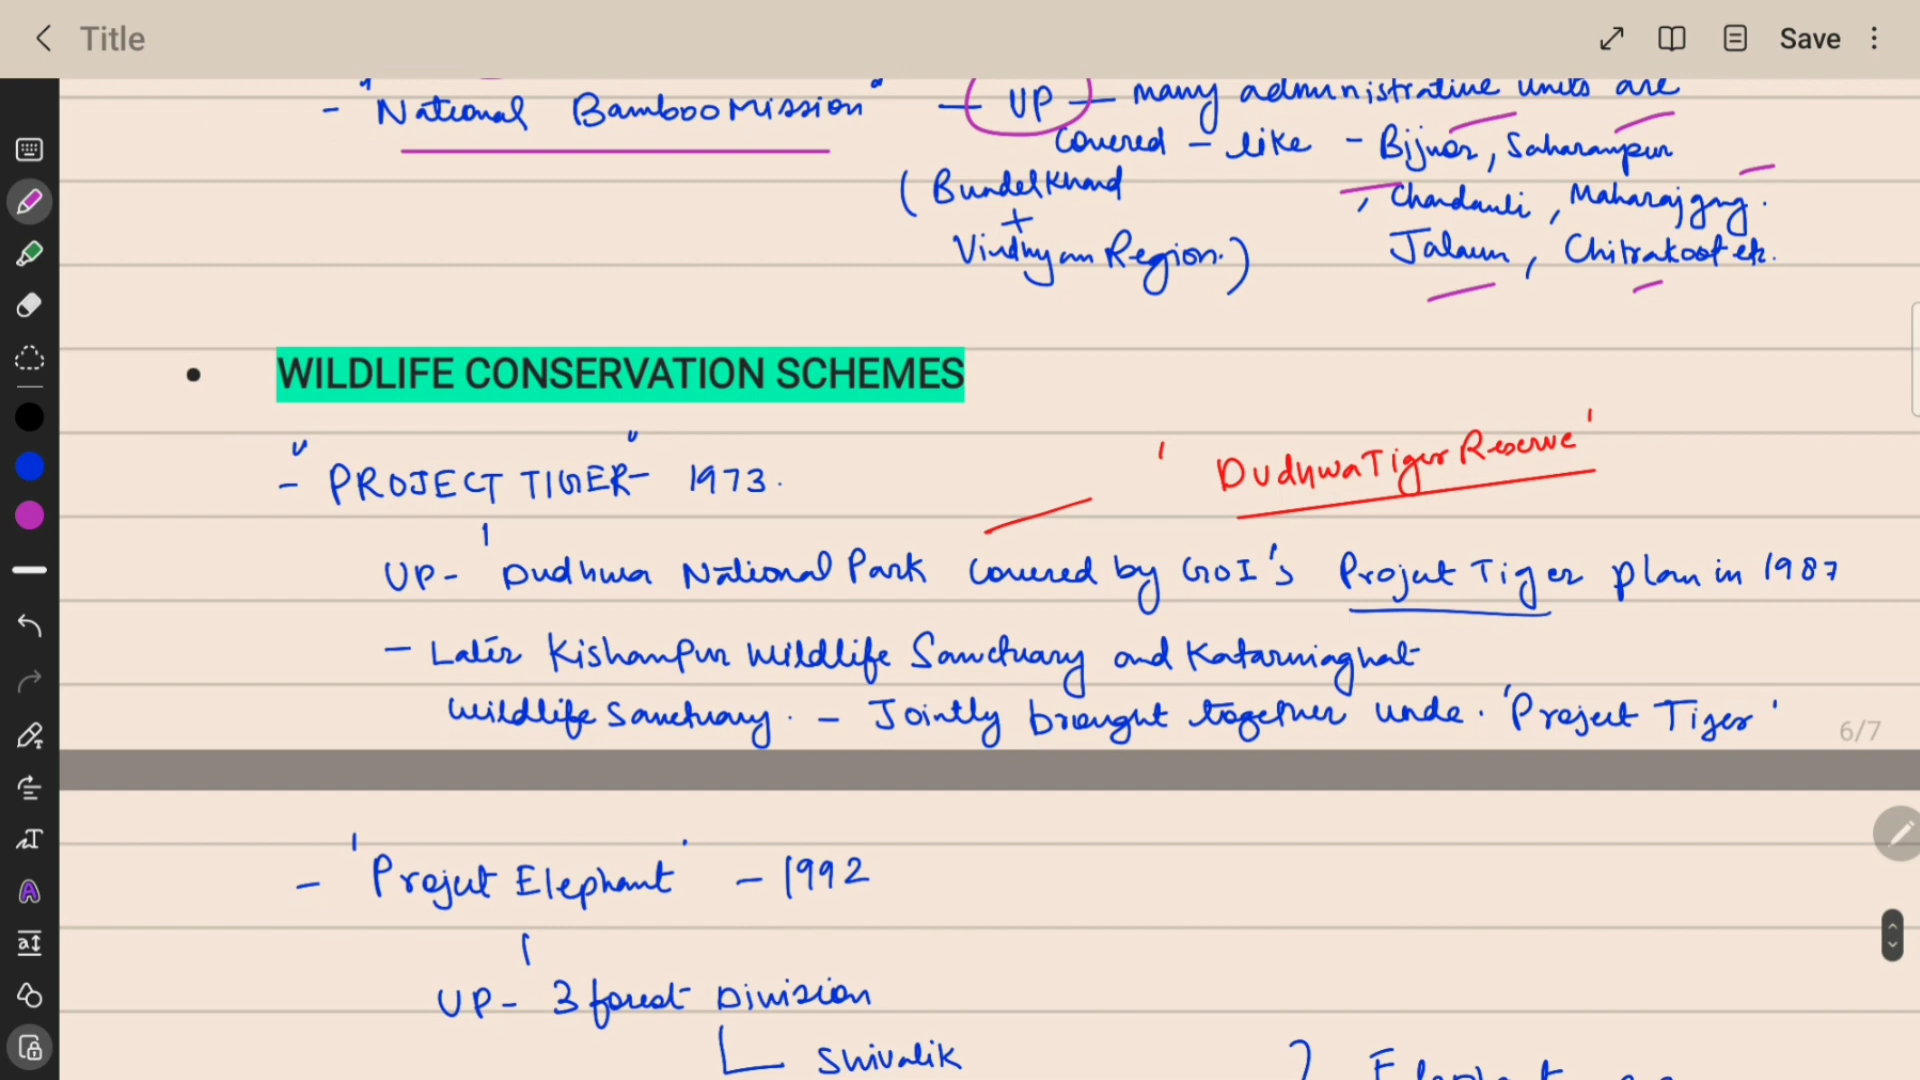 Title
Save
- "National Bamboo Mission" - UP - many administrative units are
covered - like - Bijnor, Saharanpur
(Bundelkhand
, Chandauli, Maharajgang.
+
Vindhyan Region.)
Jalaun, Chitrakoot etc.
• WILDLIFE CONSERVATION SCHEMES
- "PROJECT TIGER" - 1973.
'Dudhwa Tiger Reserve'
UP - 'Dudhwa National Park covered by GOI's Project Tiger plan in 1987
- Later Kishanpur Wildlife Sanctuary and Katarniaghat
Wildlife Sanctuary. - Jointly brought together unde. 'Project Tiger'
6/7
- 'Project Elephant' - 1992
UP - 3 forest Division
Shivalik